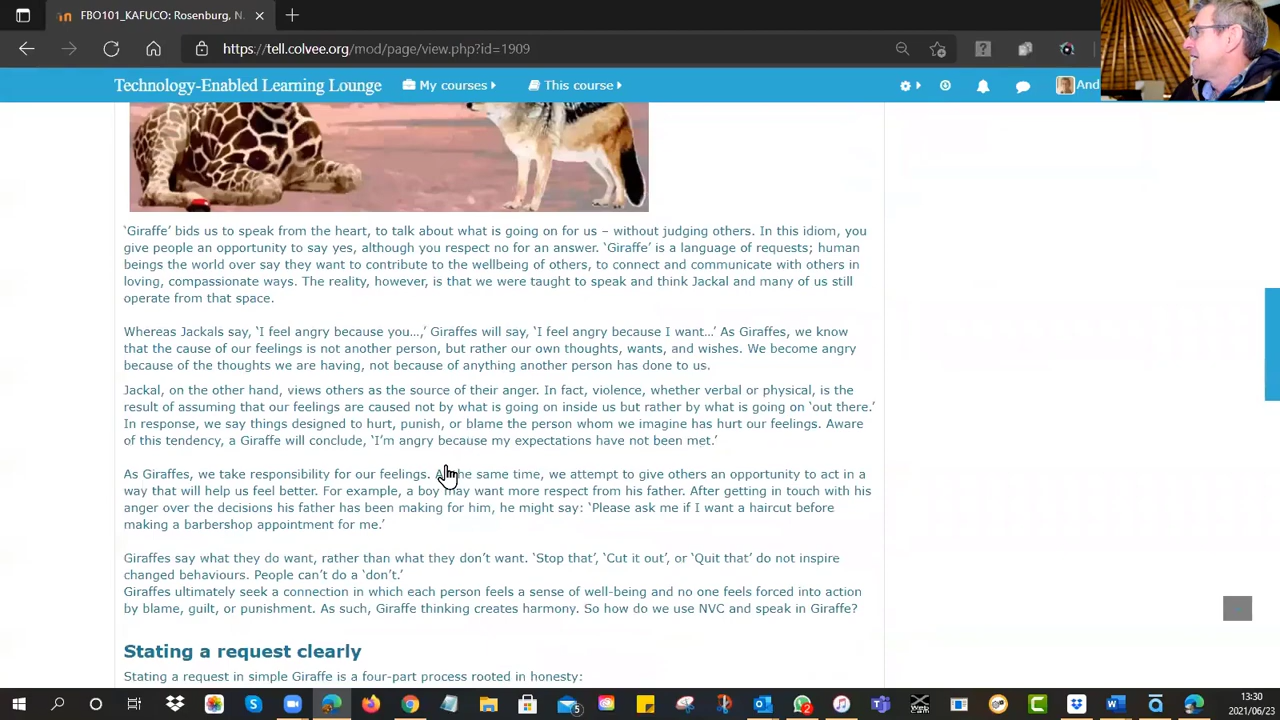 FBO101_KAFUCO: Rosenburg, N.
https://tell.colvee.org/mod/page/view.php?id=1909
Technology-Enabled Learning Lounge
My courses
This course
And
‘Giraffe’ bids us to speak from the heart, to talk about what is going on for us – without judging others. In this idiom, you
give people an opportunity to say yes, although you respect no for an answer. ‘Giraffe’ is a language of requests; human
beings the world over say they want to contribute to the wellbeing of others, to connect and communicate with others in
loving, compassionate ways. The reality, however, is that we were taught to speak and think Jackal and many of us still
operate from that space.
Whereas Jackals say, ‘I feel angry because you…,’ Giraffes will say, ‘I feel angry because I want…’ As Giraffes, we know
that the cause of our feelings is not another person, but rather our own thoughts, wants, and wishes. We become angry
because of the thoughts we are having, not because of anything another person has done to us.
Jackal, on the other hand, views others as the source of their anger. In fact, violence, whether verbal or physical, is the
result of assuming that our feelings are caused not by what is going on inside us but rather by what is going on ‘out there.’
In response, we say things designed to hurt, punish, or blame the person whom we imagine has hurt our feelings. Aware
of this tendency, a Giraffe will conclude, ‘I’m angry because my expectations have not been met.’
As Giraffes, we take responsibility for our feelings. At the same time, we attempt to give others an opportunity to act in a
way that will help us feel better. For example, a boy may want more respect from his father. After getting in touch with his
anger over the decisions his father has been making for him, he might say: ‘Please ask me if I want a haircut before
making a barbershop appointment for me.’
Giraffes say what they do want, rather than what they don’t want. ‘Stop that’, ‘Cut it out’, or ‘Quit that’ do not inspire
changed behaviours. People can’t do a ‘don’t.’
Giraffes ultimately seek a connection in which each person feels a sense of well-being and no one feels forced into action
by blame, guilt, or punishment. As such, Giraffe thinking creates harmony. So how do we use NVC and speak in Giraffe?
Stating a request clearly
Stating a request in simple Giraffe is a four-part process rooted in honesty:
13:30
2021/06/23